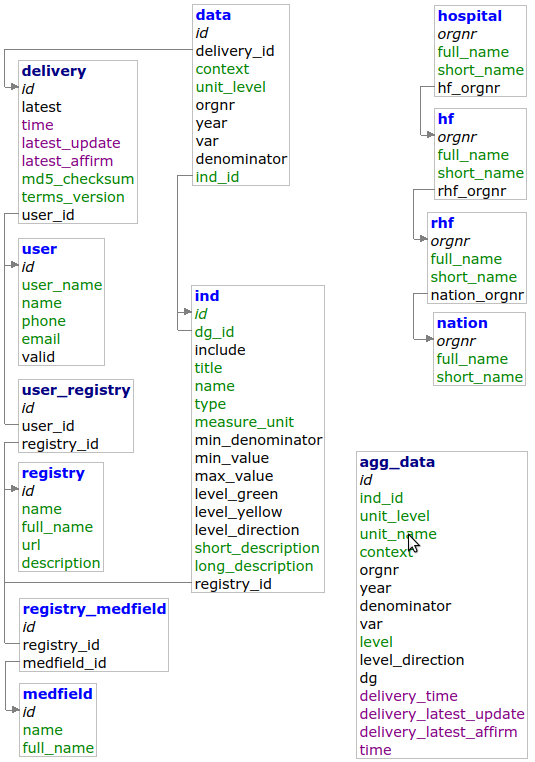 data
id
delivery_id
context
unit_level
orgnr
year
var
denominator
ind_id
delivery
id
latest
time
latest_update
latest_affirm
md5_checksum
terms_version
user_id
user
id
user_name
name
phone
email
valid
user_registry
id
user_id
registry_id
registry
id
name
full_name
url
description
registry_medfield
id
registry_id
medfield_id
medfield
id
name
full_name
ind
id
dg_id
include
title
name
type
measure_unit
min_denominator
min_value
max_value
level_green
level_yellow
level_direction
short_description
long_description
registry_id
hospital
orgnr
full_name
short_name
hf_orgnr
hf
orgnr
full_name
short_name
rhf_orgnr
rhf
orgnr
full_name
short_name
nation_orgnr
nation
orgnr
full_name
short_name
agg_data
id
ind_id
unit_level
unit_name
context
orgnr
year
denominator
var
level
level_direction
dg
delivery_time
delivery_latest_update
delivery_latest_affirm
time